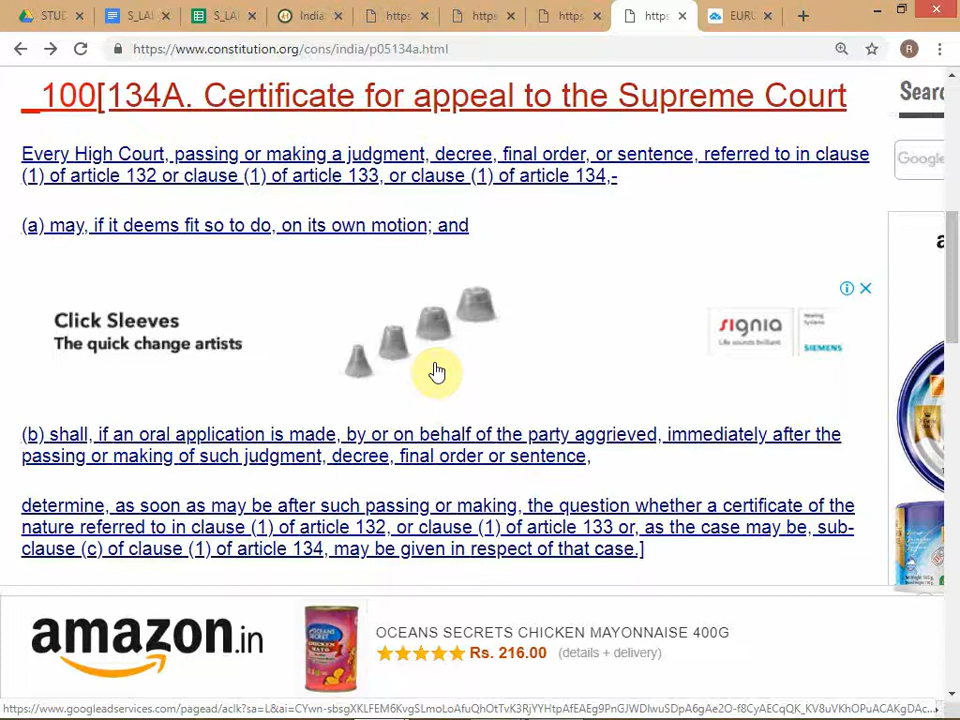 STUD
S_LA
S_LA
India
https
https
https
https
EURU
https://www.constitution.org/cons/india/p05134a.html
R
_100[134A. Certificate for appeal to the Supreme Court
Every High Court, passing or making a judgment, decree, final order, or sentence, referred to in clause
(1) of article 132 or clause (1) of article 133, or clause (1) of article 134,-
(a) may, if it deems fit so to do, on its own motion; and
Click Sleeves
The quick change artists
signia
Life sounds brilliant.
Hearing
Systems
SIEMENS
(b) shall, if an oral application is made, by or on behalf of the party aggrieved, immediately after the
passing or making of such judgment, decree, final order or sentence,
determine, as soon as may be after such passing or making, the question whether a certificate of the
nature referred to in clause (1) of article 132, or clause (1) of article 133 or, as the case may be, sub-
clause (c) of clause (1) of article 134, may be given in respect of that case.]
Searc
Google
a
amazon.in
OCEANS SECRETS CHICKEN MAYONNAISE 400G
Rs. 216.00 (details + delivery)